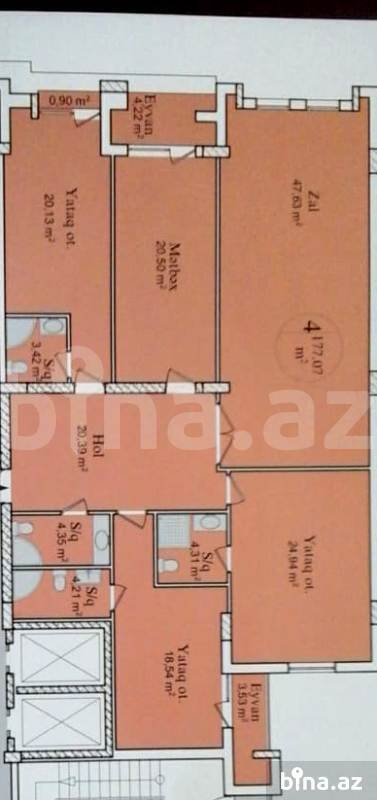 0,90 m²
Eyvan
4.22 m²
Zal
47.63 m²
Yataq ot.
20.13 m²
Mətbəx
20.50 m²
4
177.07
m²
S/q
3.42 m²
bina.az
Hol
20.39 m²
S/q
4.35 m²
S/q
4.31 m²
Yataq ot.
24.94 m²
S/q
4.21 m²
Yataq ot.
18.54 m²
Eyvan
3.53 m²
bina.az